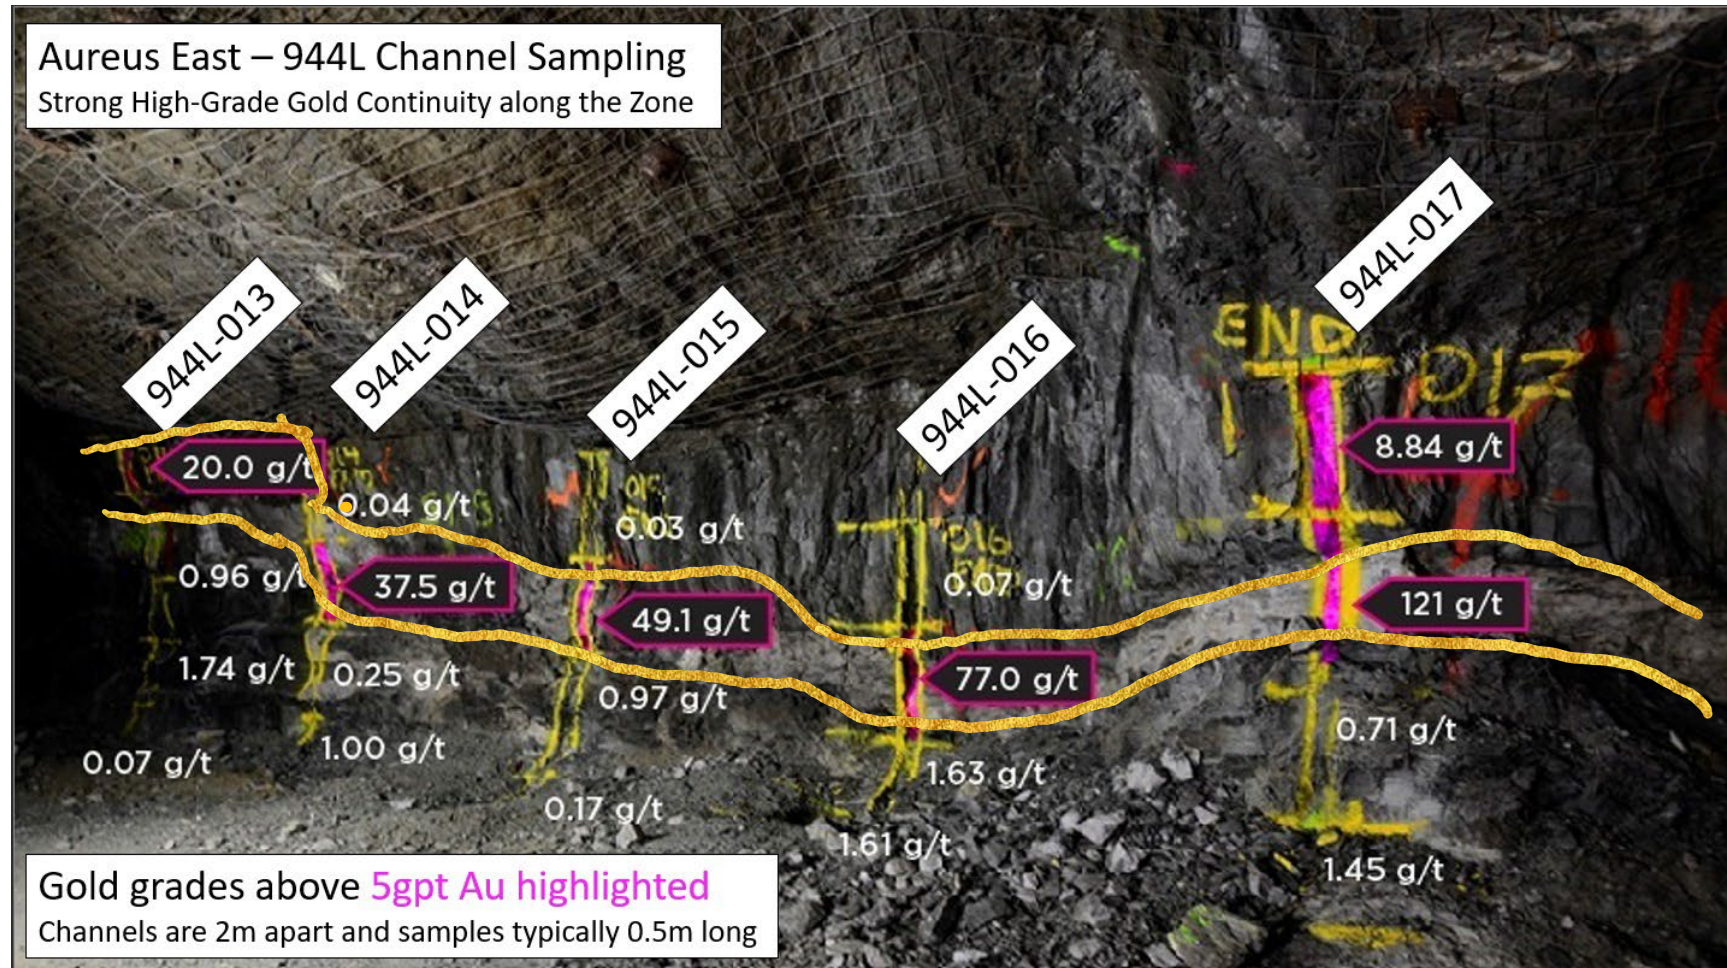 Aureus East – 944L Channel Sampling
Strong High-Grade Gold Continuity along the Zone
944L-013
944L-014
944L-015
944L-016
944L-017
END
017
20.0 g/t
0.96 g/t
1.74 g/t
0.07 g/t
0.04 g/t
37.5 g/t
0.25 g/t
1.00 g/t
0.03 g/t
49.1 g/t
0.97 g/t
0.17 g/t
016
0.07 g/t
77.0 g/t
1.63 g/t
1.61 g/t
8.84 g/t
121 g/t
0.71 g/t
1.45 g/t
Gold grades above 5gpt Au highlighted
Channels are 2m apart and samples typically 0.5m long